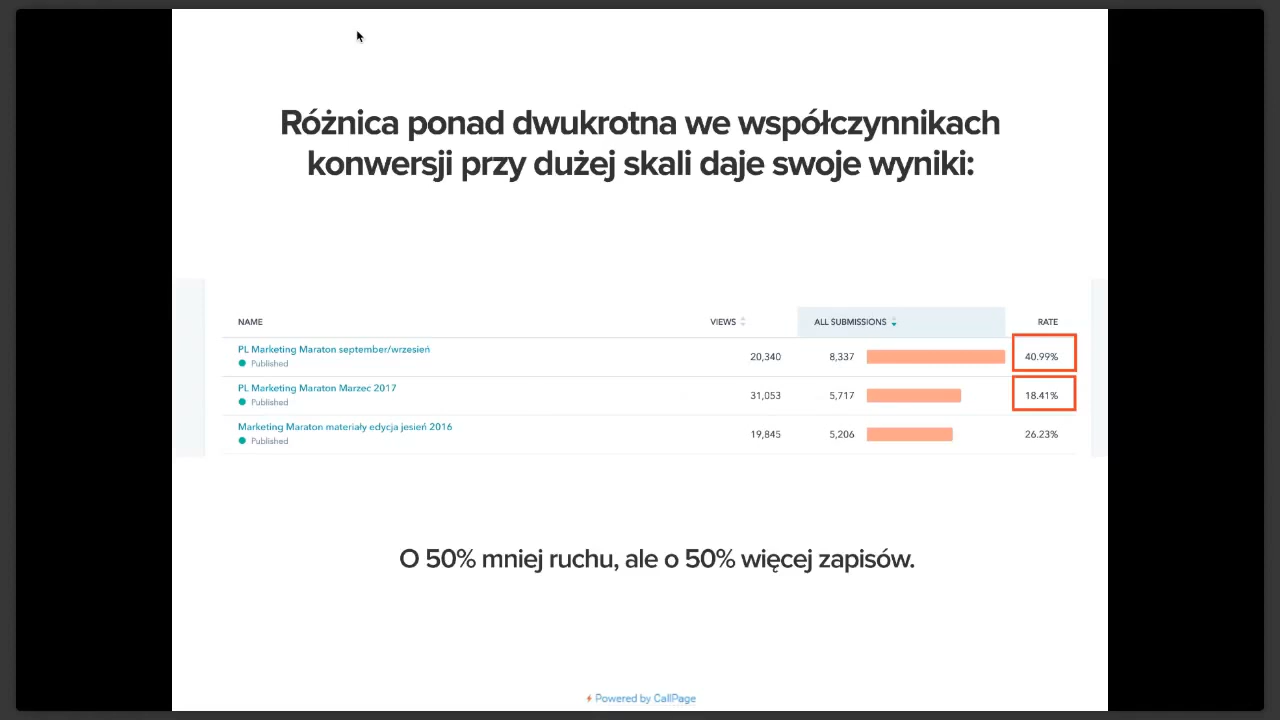 Różnica ponad dwukrotna we współczynnikach
konwersji przy dużej skali daje swoje wyniki:
NAME VIEWS ALL SUBMISSIONS RATE
PL Marketing Maraton september/wrzesień
Published
20,340 8,337 40.99%
PL Marketing Maraton Marzec 2017
Published
31,053 5,717 18.41%
Marketing Maraton materiały edycja jesień 2016
Published
19,845 5,206 26.23%
O 50% mniej ruchu, ale o 50% więcej zapisów.
Powered by CallPage